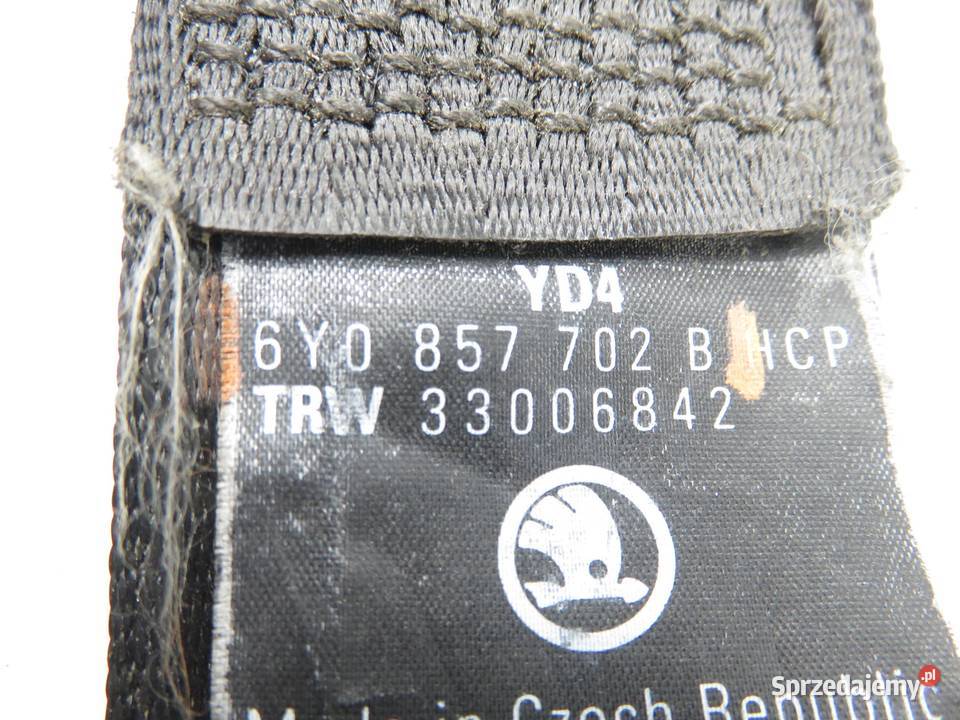 YD4
6Y0 857 702 B HCP
TRW 33006842
Made in Czech Republic
Sprzedajemy.pl